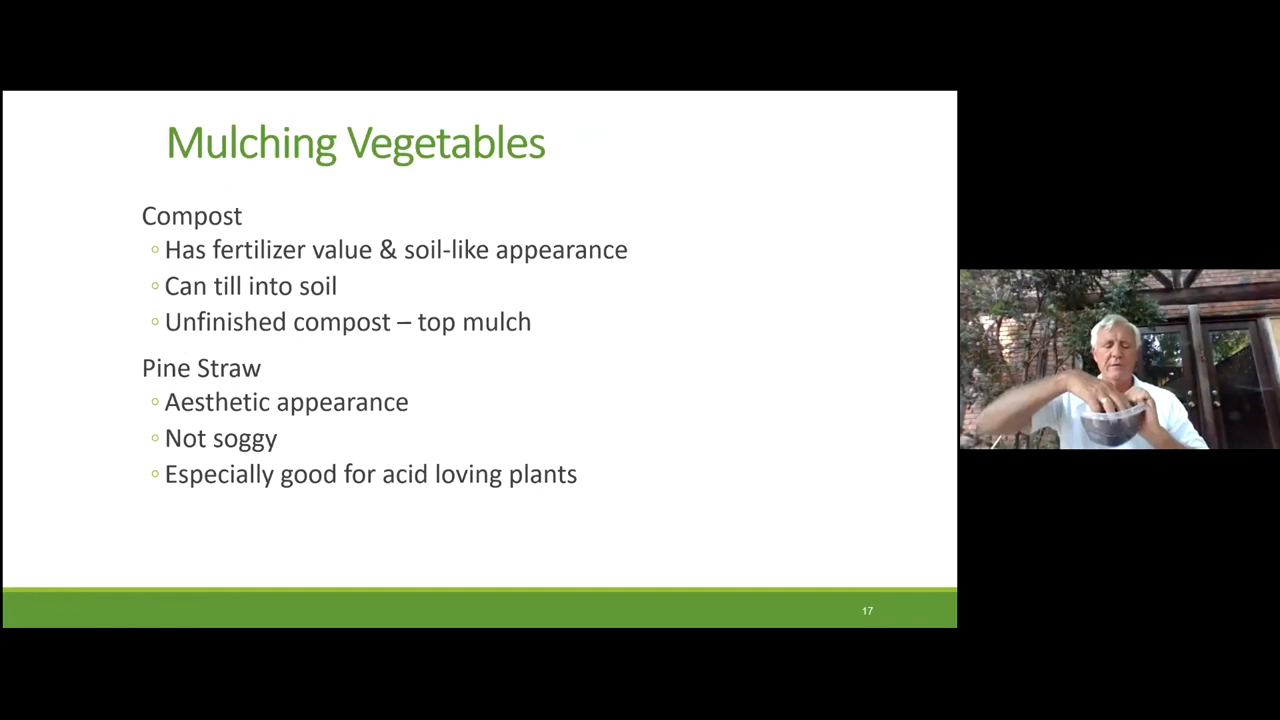 Mulching Vegetables
Compost
◦ Has fertilizer value & soil-like appearance
◦ Can till into soil
◦ Unfinished compost – top mulch
Pine Straw
◦ Aesthetic appearance
◦ Not soggy
◦ Especially good for acid loving plants
17